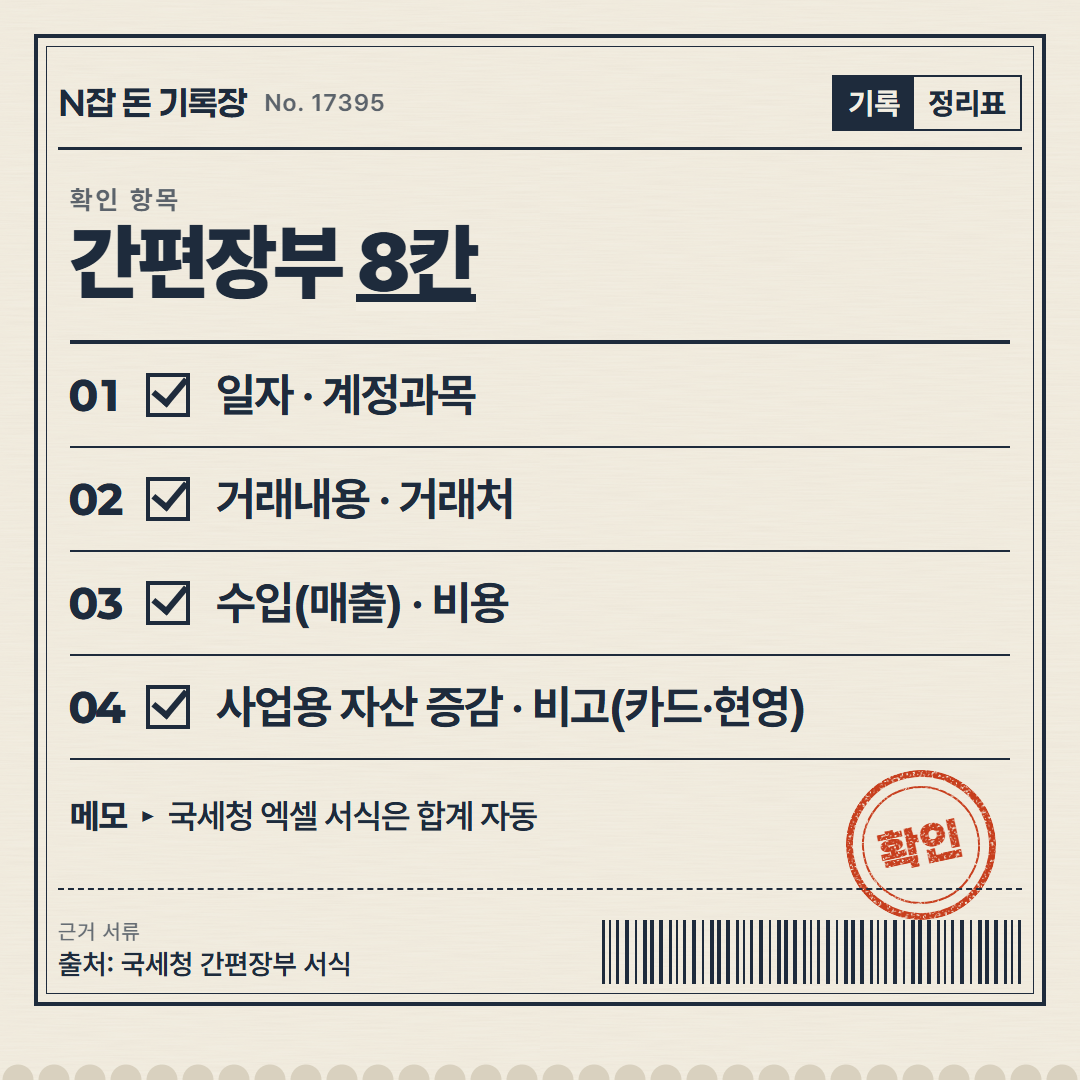 N잡 돈 기록장 No. 17395
기록 정리표
확인 항목
간편장부 8칸
01 일자 · 계정과목
02 거래내용 · 거래처
03 수입(매출) · 비용
04 사업용 자산 증감 · 비고(카드·현영)
메모 ▸ 국세청 엑셀 서식은 합계 자동
확인
근거 서류
출처: 국세청 간편장부 서식